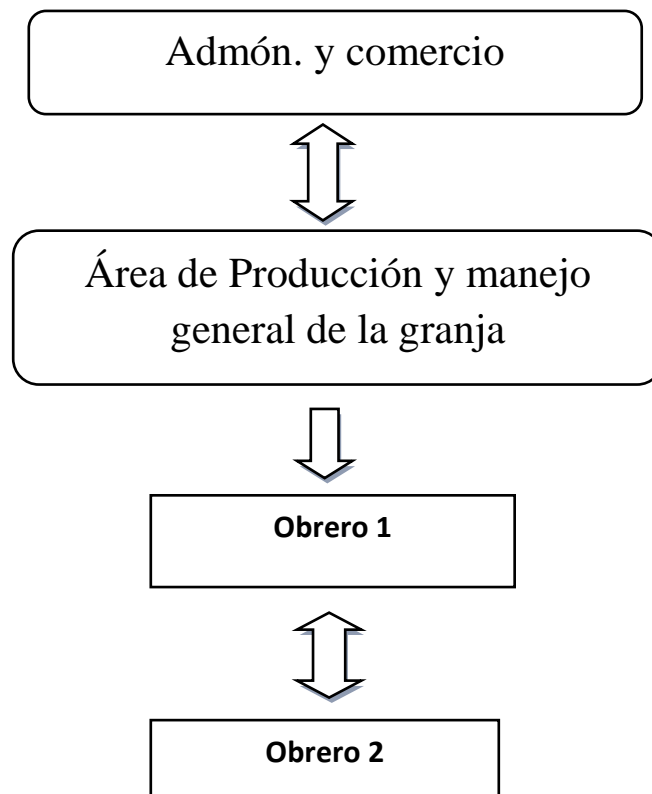 Admón. y comercio
Área de Producción y manejo
general de la granja
Obrero 1
Obrero 2